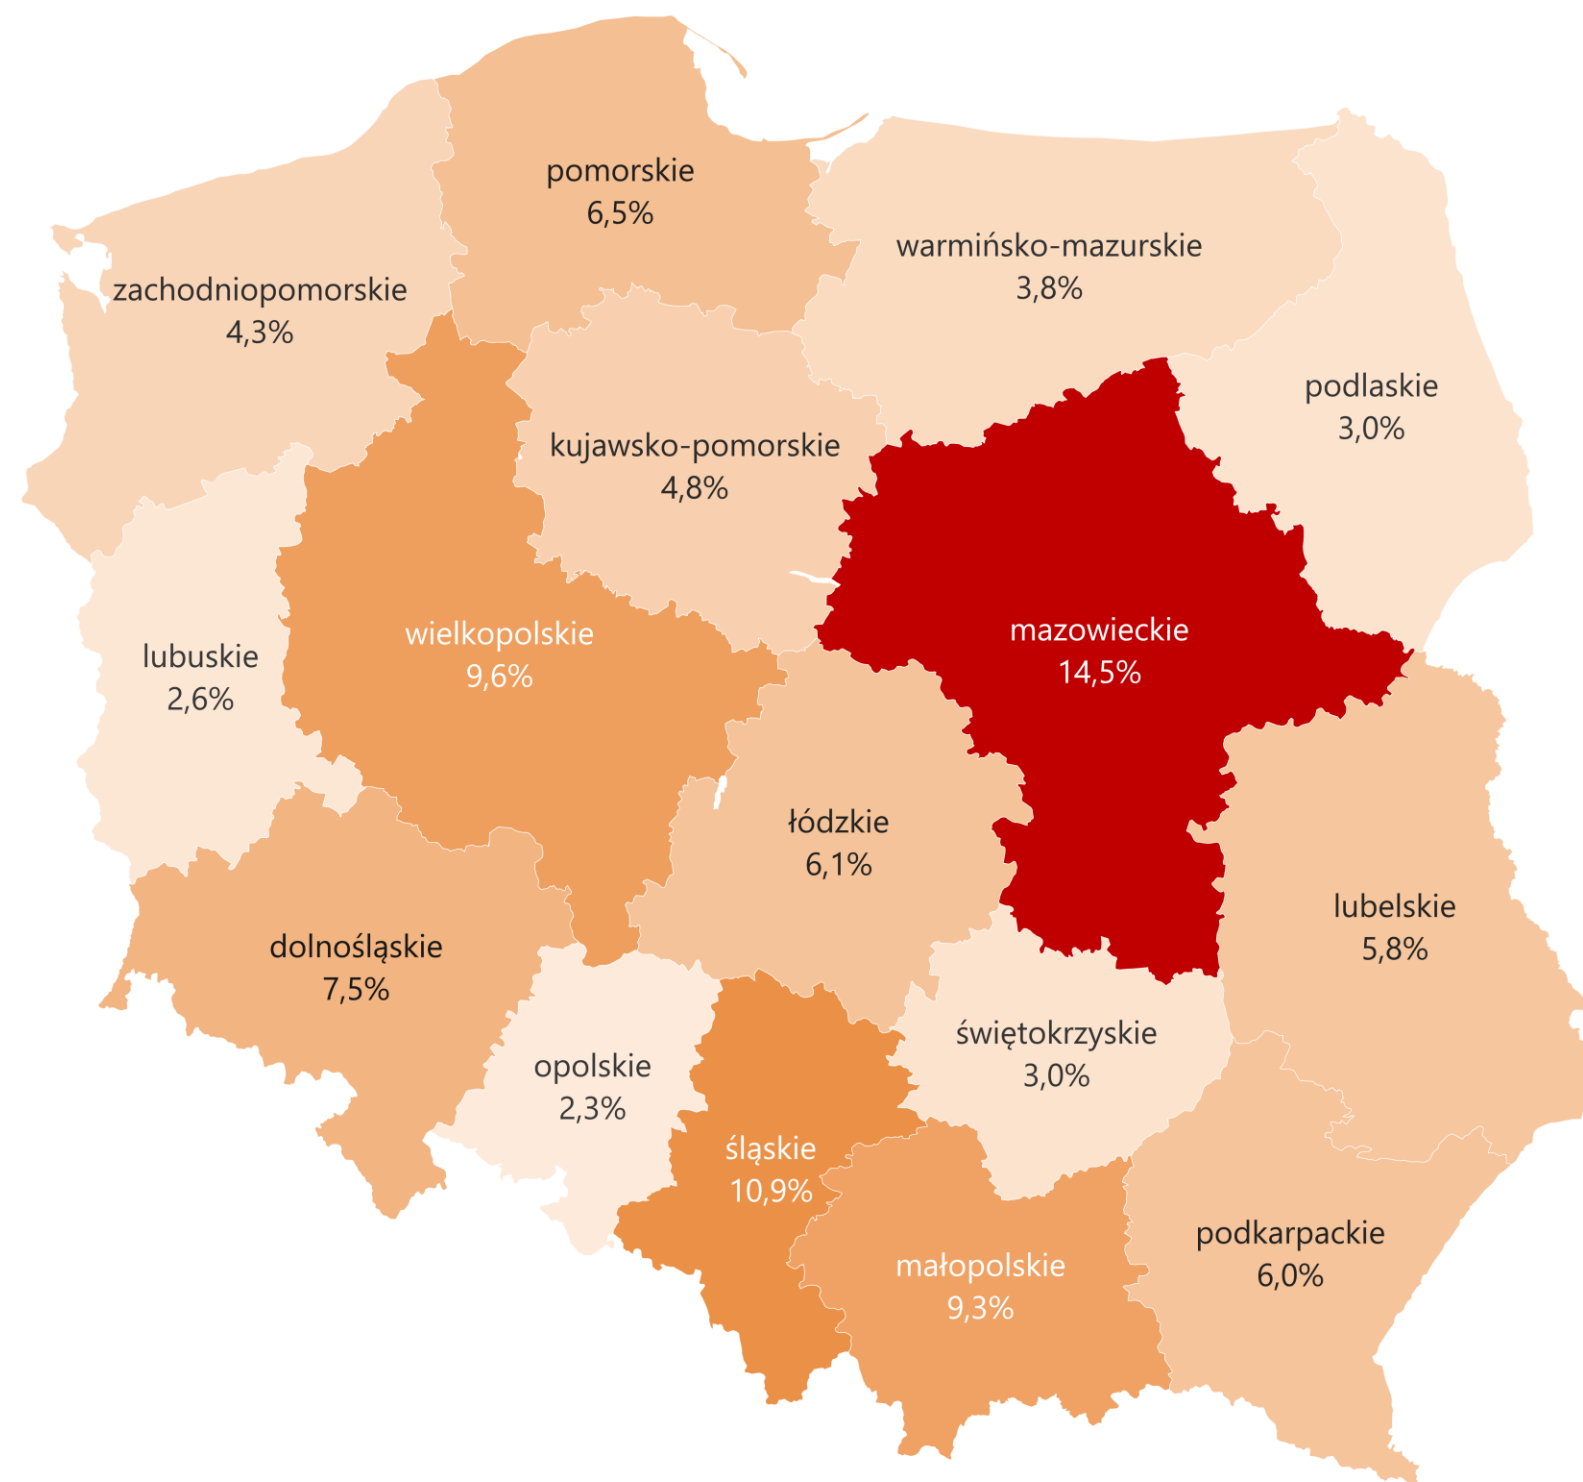 pomorskie
6,5%
warmińsko-mazurskie
3,8%
zachodniopomorskie
4,3%
podlaskie
3,0%
kujawsko-pomorskie
4,8%
mazowieckie
14,5%
wielkopolskie
9,6%
lubuskie
2,6%
łódzkie
6,1%
lubelskie
5,8%
dolnośląskie
7,5%
świętokrzyskie
3,0%
opolskie
2,3%
śląskie
10,9%
podkarpackie
6,0%
małopolskie
9,3%